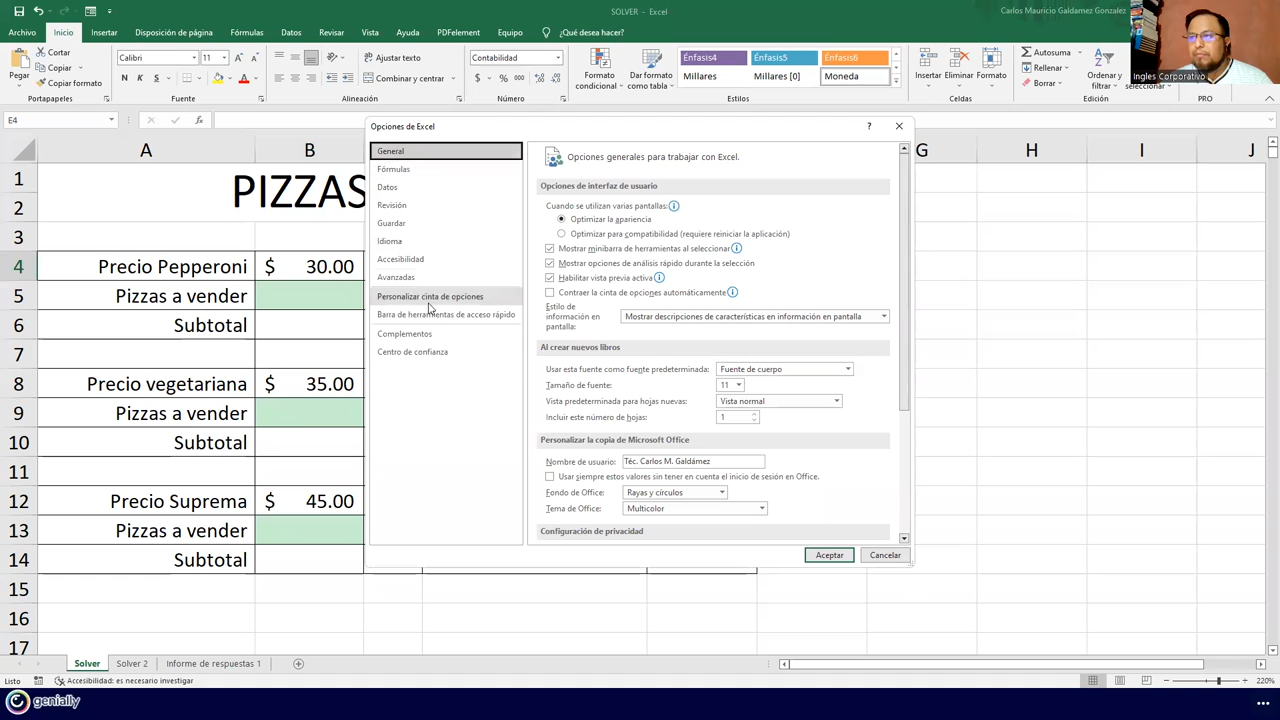 SOLVER - Excel
Carlos Mauricio Galdamez Gonzalez
Archivo Inicio Insertar Disposición de página Fórmulas Datos Revisar Vista Ayuda PDFelement Equipo ¿Qué desea hacer?
Pegar
Cortar
Copiar
Copiar formato
Portapapeles
Calibri 11
N K S
Fuente
Ajustar texto
Combinar y centrar
Alineación
Contabilidad
$ % 000
Número
Formato condicional
Dar formato como tabla
Énfasis4 Énfasis5 Énfasis6
Millares Millares [0] Moneda
Estilos
Insertar Eliminar Formato
Celdas
Autosuma
Rellenar
Borrar
Ordenar y filtrar
seleccionar
Edición
PRO
Ingles Corporativo
E4
fx
A B G H I J
1 PIZZAS
2
3
4 Precio Pepperoni $ 30.00
5 Pizzas a vender
6 Subtotal
7
8 Precio vegetariana $ 35.00
9 Pizzas a vender
10 Subtotal
11
12 Precio Suprema $ 45.00
13 Pizzas a vender
14 Subtotal
15
16
17
Opciones de Excel
?
General
Fórmulas
Datos
Revisión
Guardar
Idioma
Accesibilidad
Avanzadas
Personalizar cinta de opciones
Barra de herramientas de acceso rápido
Complementos
Centro de confianza
Opciones generales para trabajar con Excel.
Opciones de interfaz de usuario
Cuando se utilizan varias pantallas:
Optimizar la apariencia
Optimizar para compatibilidad (requiere reiniciar la aplicación)
Mostrar minibarra de herramientas al seleccionar
Mostrar opciones de análisis rápido durante la selección
Habilitar vista previa activa
Contraer la cinta de opciones automáticamente
Estilo de información en pantalla: Mostrar descripciones de características en información en pantalla
Al crear nuevos libros
Usar esta fuente como fuente predeterminada: Fuente de cuerpo
Tamaño de fuente: 11
Vista predeterminada para hojas nuevas: Vista normal
Incluir este número de hojas: 1
Personalizar la copia de Microsoft Office
Nombre de usuario: Téc. Carlos M. Galdámez
Usar siempre estos valores sin tener en cuenta el inicio de sesión en Office.
Fondo de Office: Rayas y círculos
Tema de Office: Multicolor
Configuración de privacidad
Aceptar Cancelar
Solver Solver 2 Informe de respuestas 1
Listo Accesibilidad: es necesario investigar
220%
genially